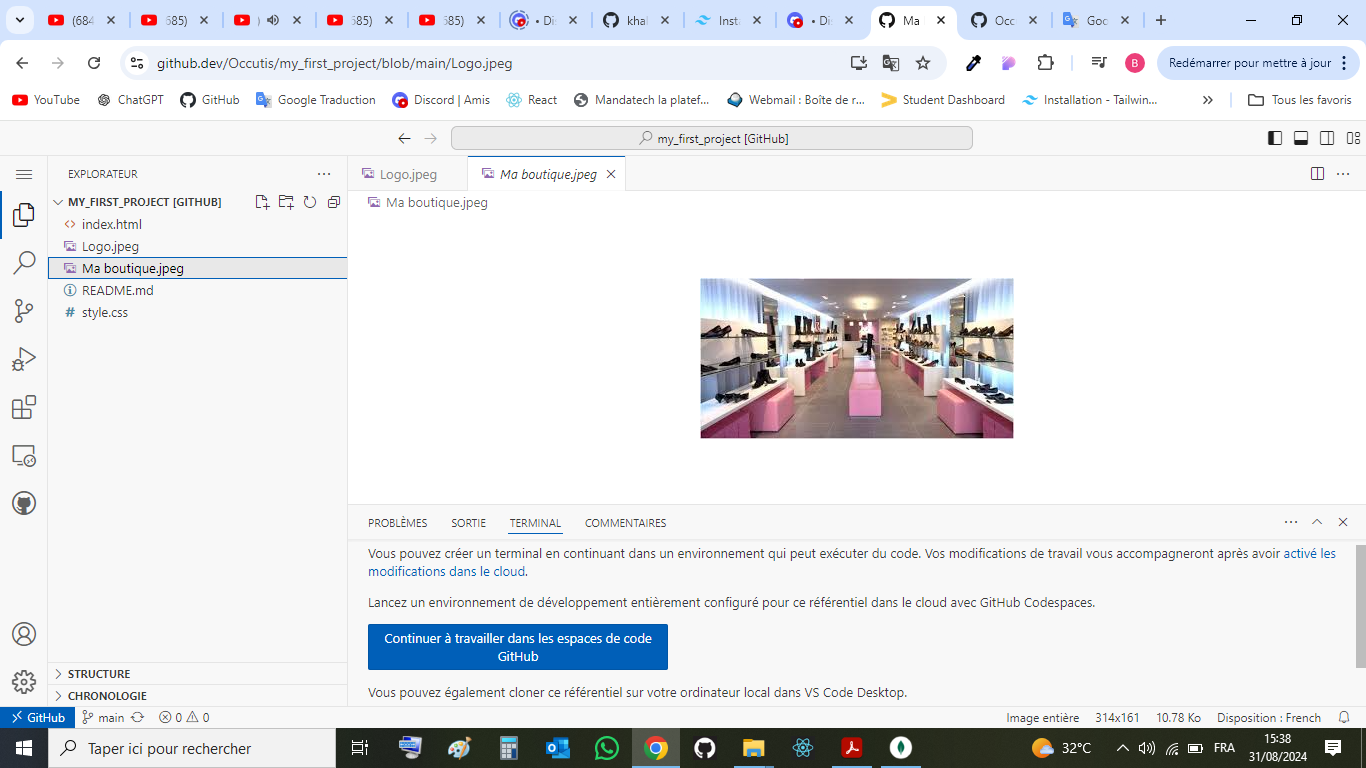 (684
585)
)
585)
585)
• Dis
khal
Inst
• Dis
Ma
Occ
Goo
github.dev/Occutis/my_first_project/blob/main/Logo.jpeg
B
Redémarrer pour mettre à jour
YouTube
ChatGPT
GitHub
Google Traduction
Discord | Amis
React
Mandatech la platef...
Webmail : Boîte de r...
Student Dashboard
Installation - Tailwin...
Tous les favoris
my_first_project [GitHub]
EXPLORATEUR
MY_FIRST_PROJECT [GITHUB]
index.html
Logo.jpeg
Ma boutique.jpeg
README.md
style.css
STRUCTURE
CHRONOLOGIE
Logo.jpeg
Ma boutique.jpeg
Ma boutique.jpeg
PROBLÈMES
SORTIE
TERMINAL
COMMENTAIRES
Vous pouvez créer un terminal en continuant dans un environnement qui peut exécuter du code. Vos modifications de travail vous accompagneront après avoir activé les
modifications dans le cloud.
Lancez un environnement de développement entièrement configuré pour ce référentiel dans le cloud avec GitHub Codespaces.
Continuer à travailler dans les espaces de code
GitHub
Vous pouvez également cloner ce référentiel sur votre ordinateur local dans VS Code Desktop.
GitHub
main
0
0
Image entière
314x161
10.78 Ko
Disposition : French
Taper ici pour rechercher
32°C
FRA
15:38
31/08/2024